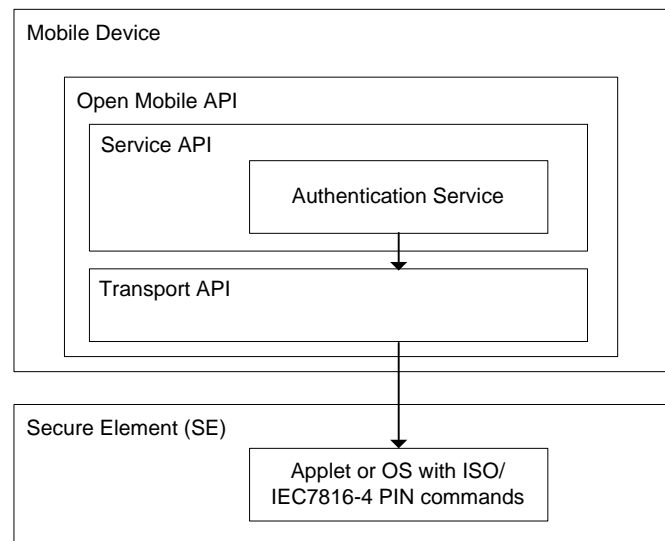 Mobile Device
Open Mobile API
Service API
Authentication Service
Transport API
Secure Element (SE)
Applet or OS with ISO/
IEC7816-4 PIN commands